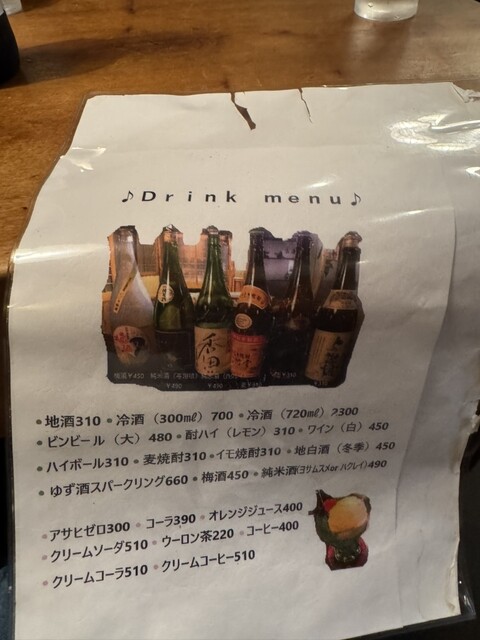 ♪Drink menu♪
香田
梅酒¥450
¥490
•地酒310 •冷酒（300㎖）700 •冷酒（720㎖）2300
•ビンビール（大）480 •酎ハイ（レモン）310 •ワイン（白）450
•ハイボール310 •麦焼酎310 •イモ焼酎310 •地白酒（冬季）450
•ゆず酒スパークリング660 •梅酒450 •純米酒(ヨサムスメor ハクレイ)490
•アサヒゼロ300 •コーラ390 •オレンジジュース400
•クリームソーダ510 •ウーロン茶220 •コーヒー400
•クリームコーラ510 •クリームコーヒー510